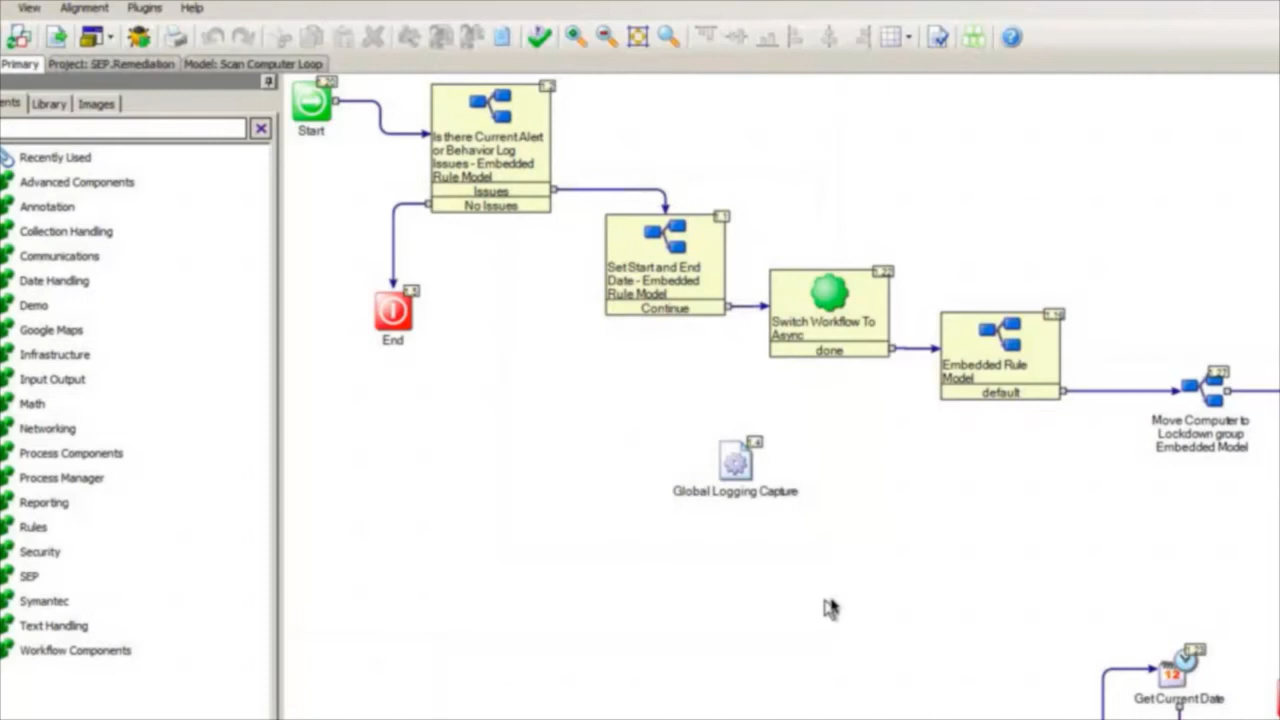 View Alignment Plugins Help
Primary Project: SEP.Remediation Model: Scan Computer Loop
Library Images
Recently Used
Advanced Components
Annotation
Collection Handling
Communications
Date Handling
Demo
Google Maps
Infrastructure
Input Output
Math
Networking
Process Components
Process Manager
Reporting
Rules
Security
SEP
Symantec
Text Handling
Workflow Components
Start
Is there Current Alert
or Behavior Log
Issues - Embedded
Rule Model
Issues
No Issues
End
Set Start and End
Date - Embedded
Rule Model
Continue
Switch Workflow To
Async
done
Embedded Rule
Model
default
Move Computer to
Lockdown group
Embedded Model
Global Logging Capture
12
Get Current Date